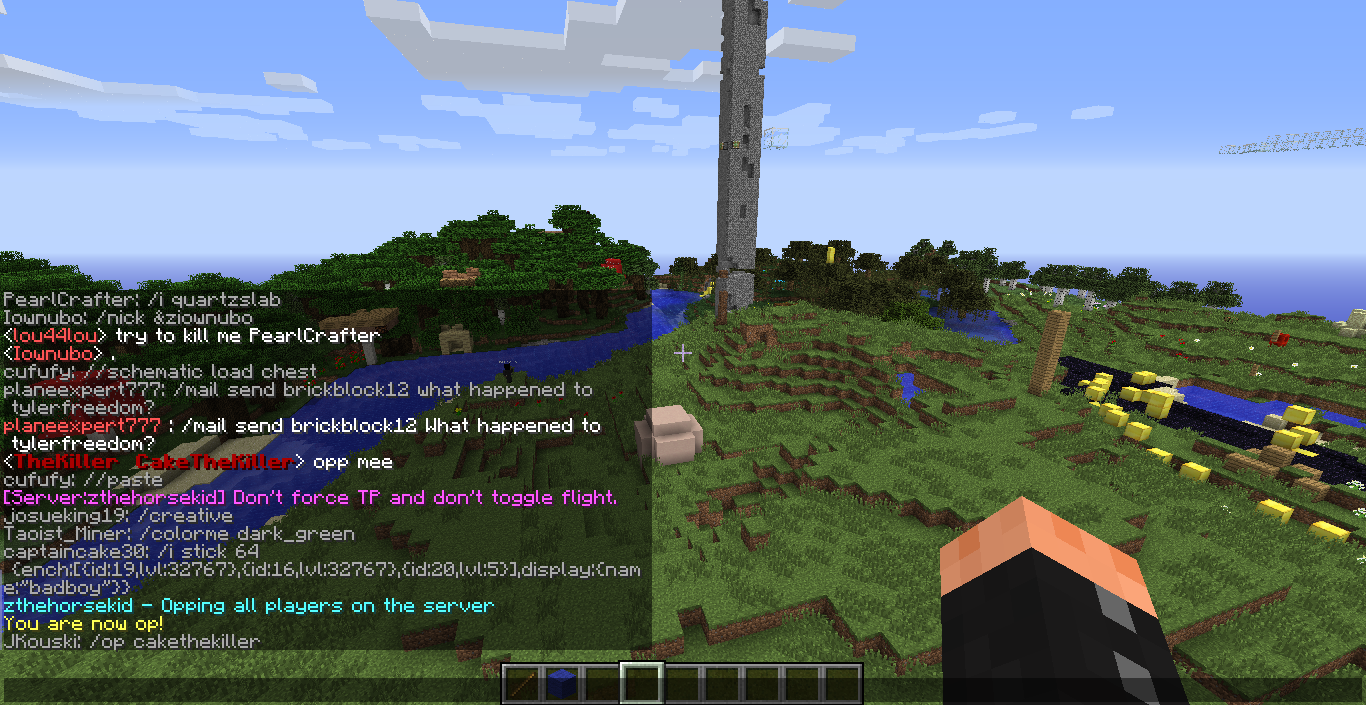 PearlCrafter: /i quartzslab
Iownubo: /nick &ziownubo
<lou44lou> try to kill me PearlCrafter
<Iownubo> .
cufufy: //schematic load chest
planeexpert777: /mail send brickblock12 what happened to
tylerfreedom?
planeexpert777 : /mail send brickblock12 What happened to
tylerfreedom?
<TheKiller CakeTheKiller> opp mee
cufufy: //paste
[Server:zthehorsekid] Don't force TP and don't toggle flight.
Josueking19: /creative
Taoist_Miner: /colorme dark_green
captaincake30: /i stick 64
{ench:[{id:19,lvl:32767},{id:16,lvl:32767},{id:20,lvl:5}],display:{nam
e:"badboy"}}
zthehorsekid - Opping all players on the server
You are now op!
JKouski: /op cakethekiller